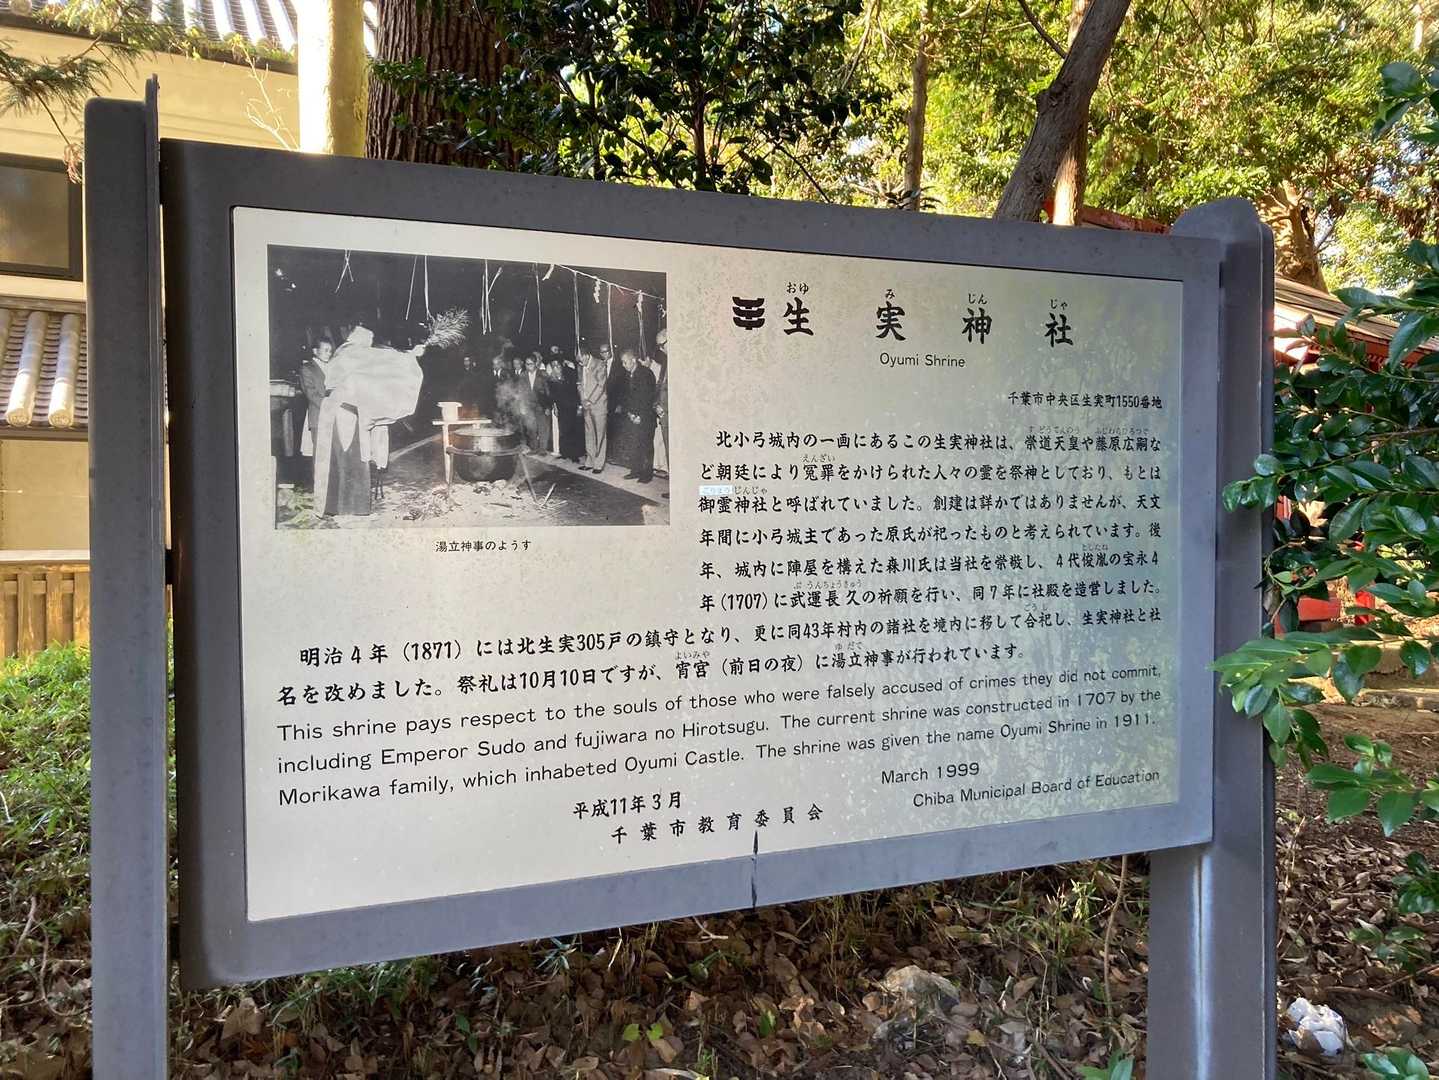 生実神社
おゆ み じん じゃ
Oyumi Shrine
千葉市中央区生実町1550番地
北小弓城内の一画にあるこの生実神社は、崇道天皇や藤原広嗣な
ど朝廷により冤罪をかけられた人々の霊を祭神としており、もとは
御霊神社と呼ばれていました。創建は詳かではありませんが、天文
年間に小弓城主であった原氏が祀ったものと考えられています。後
年、城内に陣屋を構えた森川氏は当社を崇敬し、4代俊胤の宝永4
年(1707)に武運長久の祈願を行い、同7年に社殿を造営しました。
湯立神事のようす
明治4年(1871)には北生実305戸の鎮守となり、更に同43年村内の諸社を境内に移して合祀し、生実神社と社
名を改めました。祭礼は10月10日ですが、宵宮(前日の夜)に湯立神事が行われています。
This shrine pays respect to the souls of those who were falsely accused of crimes they did not commit,
including Emperor Sudo and fujiwara no Hirotsugu. The current shrine was constructed in 1707 by the
Morikawa family, which inhabeted Oyumi Castle. The shrine was given the name Oyumi Shrine in 1911.
平成11年3月
千葉市教育委員会
March 1999
Chiba Municipal Board of Education